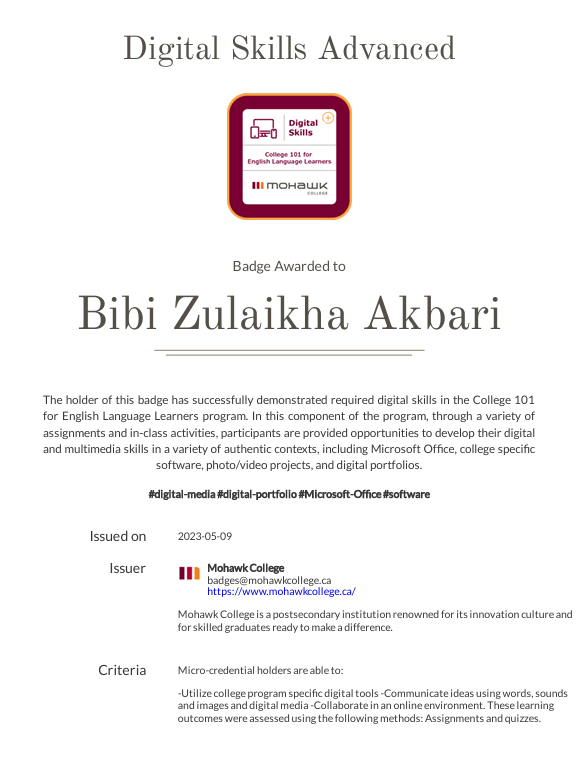 Digital Skills Advanced
Digital
Skills
College 101 for
English Language Learners
mohawk
COLLEGE
Badge Awarded to
Bibi Zulaikha Akbari
The holder of this badge has successfully demonstrated required digital skills in the College 101
for English Language Learners program. In this component of the program, through a variety of
assignments and in-class activities, participants are provided opportunities to develop their digital
and multimedia skills in a variety of authentic contexts, including Microsoft Office, college specific
software, photo/video projects, and digital portfolios.
#digital-media #digital-portfolio #Microsoft-Office #software
Issued on 2023-05-09
Issuer Mohawk College
badges@mohawkcollege.ca
https://www.mohawkcollege.ca/
Mohawk College is a postsecondary institution renowned for its innovation culture and
for skilled graduates ready to make a difference.
Criteria Micro-credential holders are able to:
-Utilize college program specific digital tools -Communicate ideas using words, sounds
and images and digital media -Collaborate in an online environment. These learning
outcomes were assessed using the following methods: Assignments and quizzes.